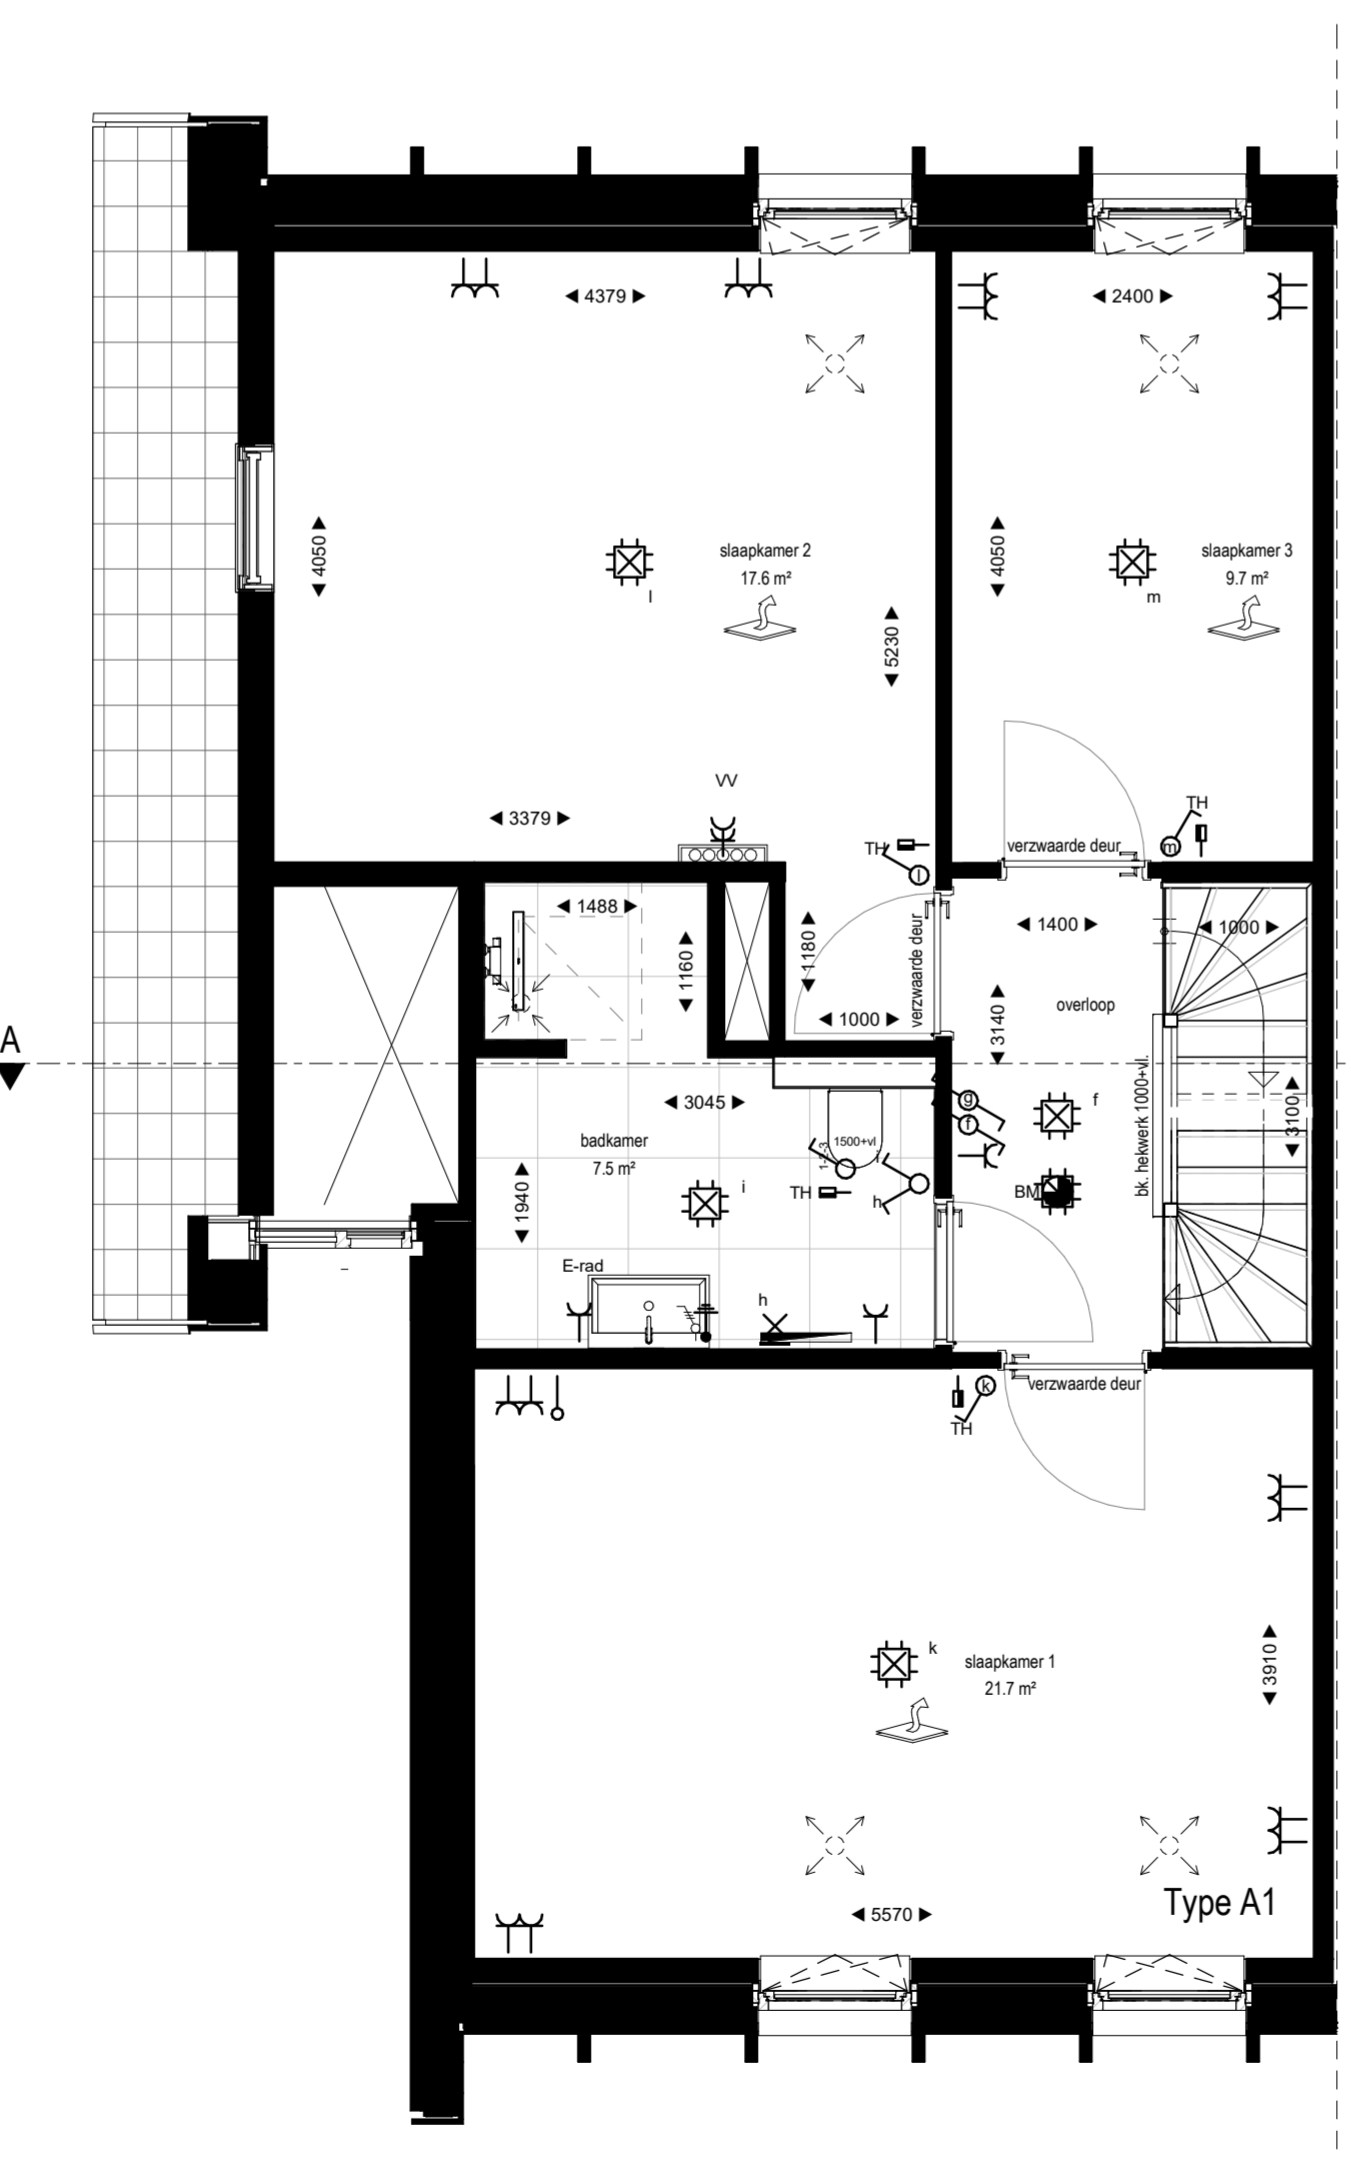 4379
2400
4050
slaapkamer 2
17.6 m²
l
4050
slaapkamer 3
9.7 m²
m
5230
VV
3379
TH
l
TH
m
verzwaarde deur
1488
1160
1180
1000
verzwaarde deur
1400
1000
3140
overloop
A
3045
badkamer
7.5 m²
1940
i
1500+vl
1-2-3
TH
i
h
g
f
f
BM
bk. hekwerk 1000+vl.
3100
E-rad
h
verzwaarde deur
k
TH
k
slaapkamer 1
21.7 m²
3910
Type A1
5570